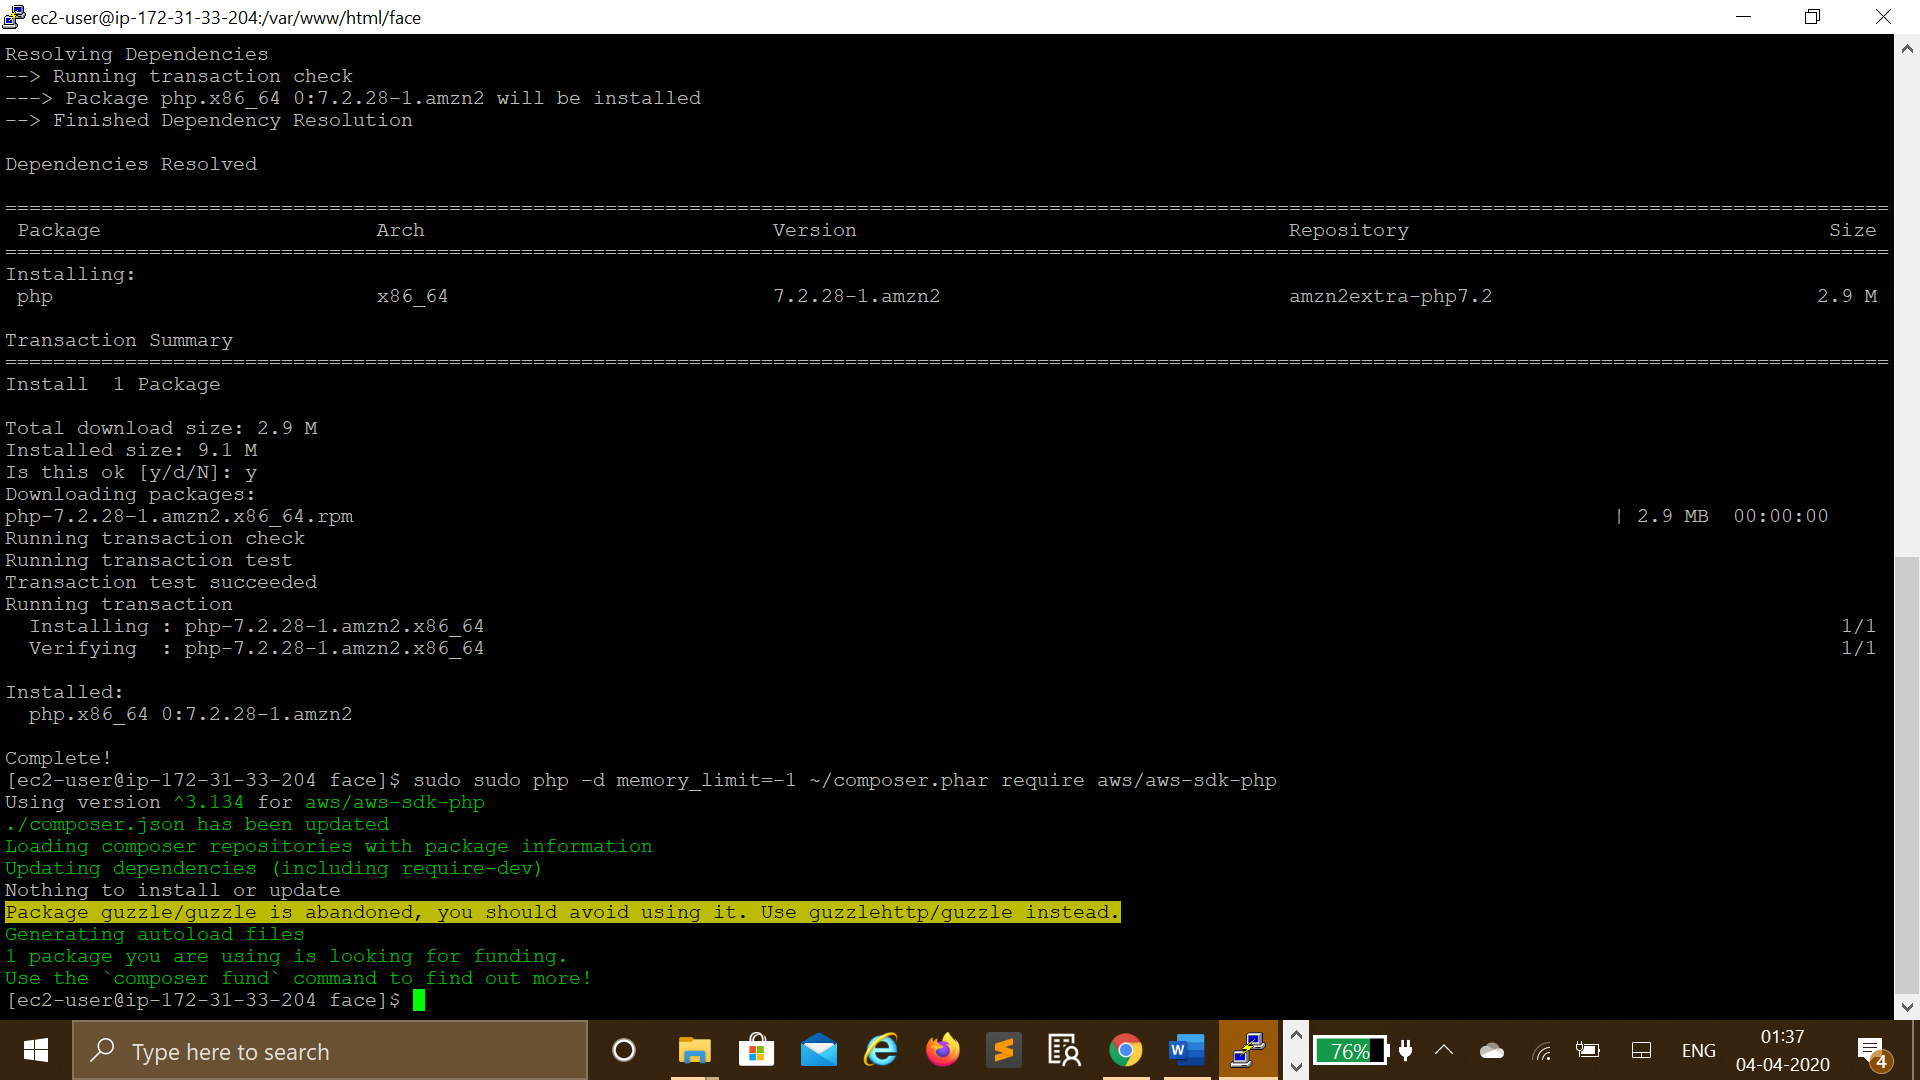 ec2-user@ip-172-31-33-204:/var/www/html/face
Resolving Dependencies
--> Running transaction check
---> Package php.x86_64 0:7.2.28-1.amzn2 will be installed
--> Finished Dependency Resolution
Dependencies Resolved
Package Arch Version Repository Size
Installing:
php x86_64 7.2.28-1.amzn2 amzn2extra-php7.2 2.9 M
Transaction Summary
Install 1 Package
Total download size: 2.9 M
Installed size: 9.1 M
Is this ok [y/d/N]: y
Downloading packages:
php-7.2.28-1.amzn2.x86_64.rpm | 2.9 MB 00:00:00
Running transaction check
Running transaction test
Transaction test succeeded
Running transaction
Installing : php-7.2.28-1.amzn2.x86_64 1/1
Verifying : php-7.2.28-1.amzn2.x86_64 1/1
Installed:
php.x86_64 0:7.2.28-1.amzn2
Complete!
[ec2-user@ip-172-31-33-204 face]$ sudo sudo php -d memory_limit=-1 ~/composer.phar require aws/aws-sdk-php
Using version ^3.134 for aws/aws-sdk-php
./composer.json has been updated
Loading composer repositories with package information
Updating dependencies (including require-dev)
Nothing to install or update
Package guzzle/guzzle is abandoned, you should avoid using it. Use guzzlehttp/guzzle instead.
Generating autoload files
1 package you are using is looking for funding.
Use the `composer fund` command to find out more!
[ec2-user@ip-172-31-33-204 face]$
Type here to search
76%
ENG
01:37
04-04-2020
4